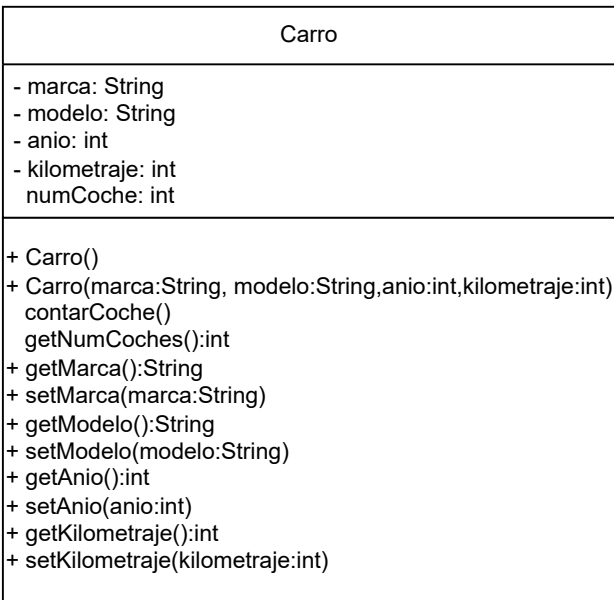 Carro
- marca: String
- modelo: String
- anio: int
- kilometraje: int
numCoche: int
+ Carro()
+ Carro(marca:String, modelo:String,anio:int,kilometraje:int)
contarCoche()
getNumCoches():int
+ getMarca():String
+ setMarca(marca:String)
+ getModelo():String
+ setModelo(modelo:String)
+ getAnio():int
+ setAnio(anio:int)
+ getKilometraje():int
+ setKilometraje(kilometraje:int)